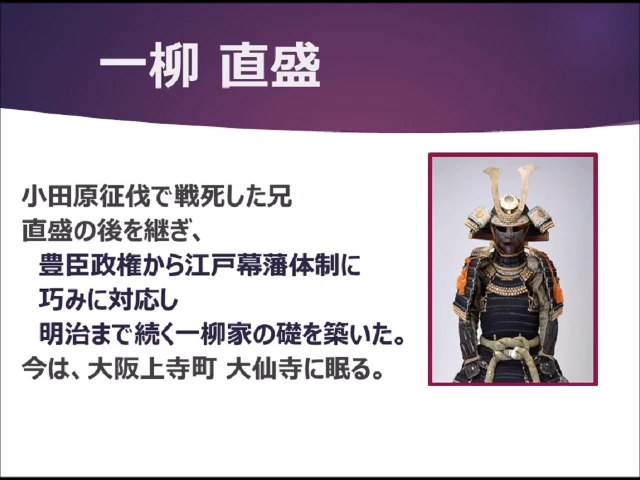 一柳 直盛
小田原征伐で戦死した兄
直盛の後を継ぎ、
豊臣政権から江戸幕藩体制に
巧みに対応し
明治まで続く一柳家の礎を築いた。
今は、大阪上寺町 大仙寺に眠る。